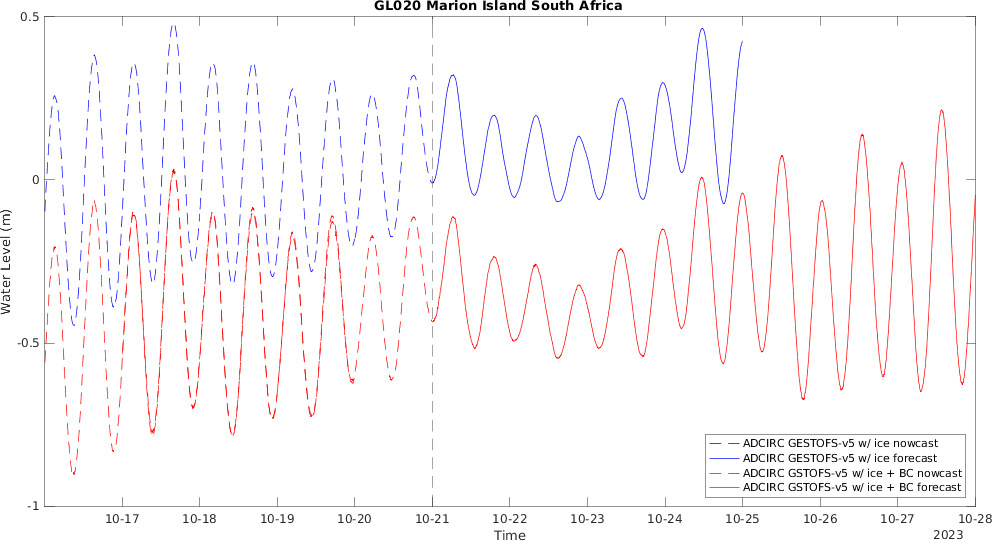 GL020 Marion Island South Africa
0.5
0
-0.5
-1
Water Level (m)
10-17 10-18 10-19 10-20 10-21 10-22 10-23 10-24 10-25 10-26 10-27 10-28
Time
2023
ADCIRC GESTOFS-v5 w/ ice nowcast
ADCIRC GESTOFS-v5 w/ ice forecast
ADCIRC GSTOFS-v5 w/ ice + BC nowcast
ADCIRC GSTOFS-v5 w/ ice + BC forecast